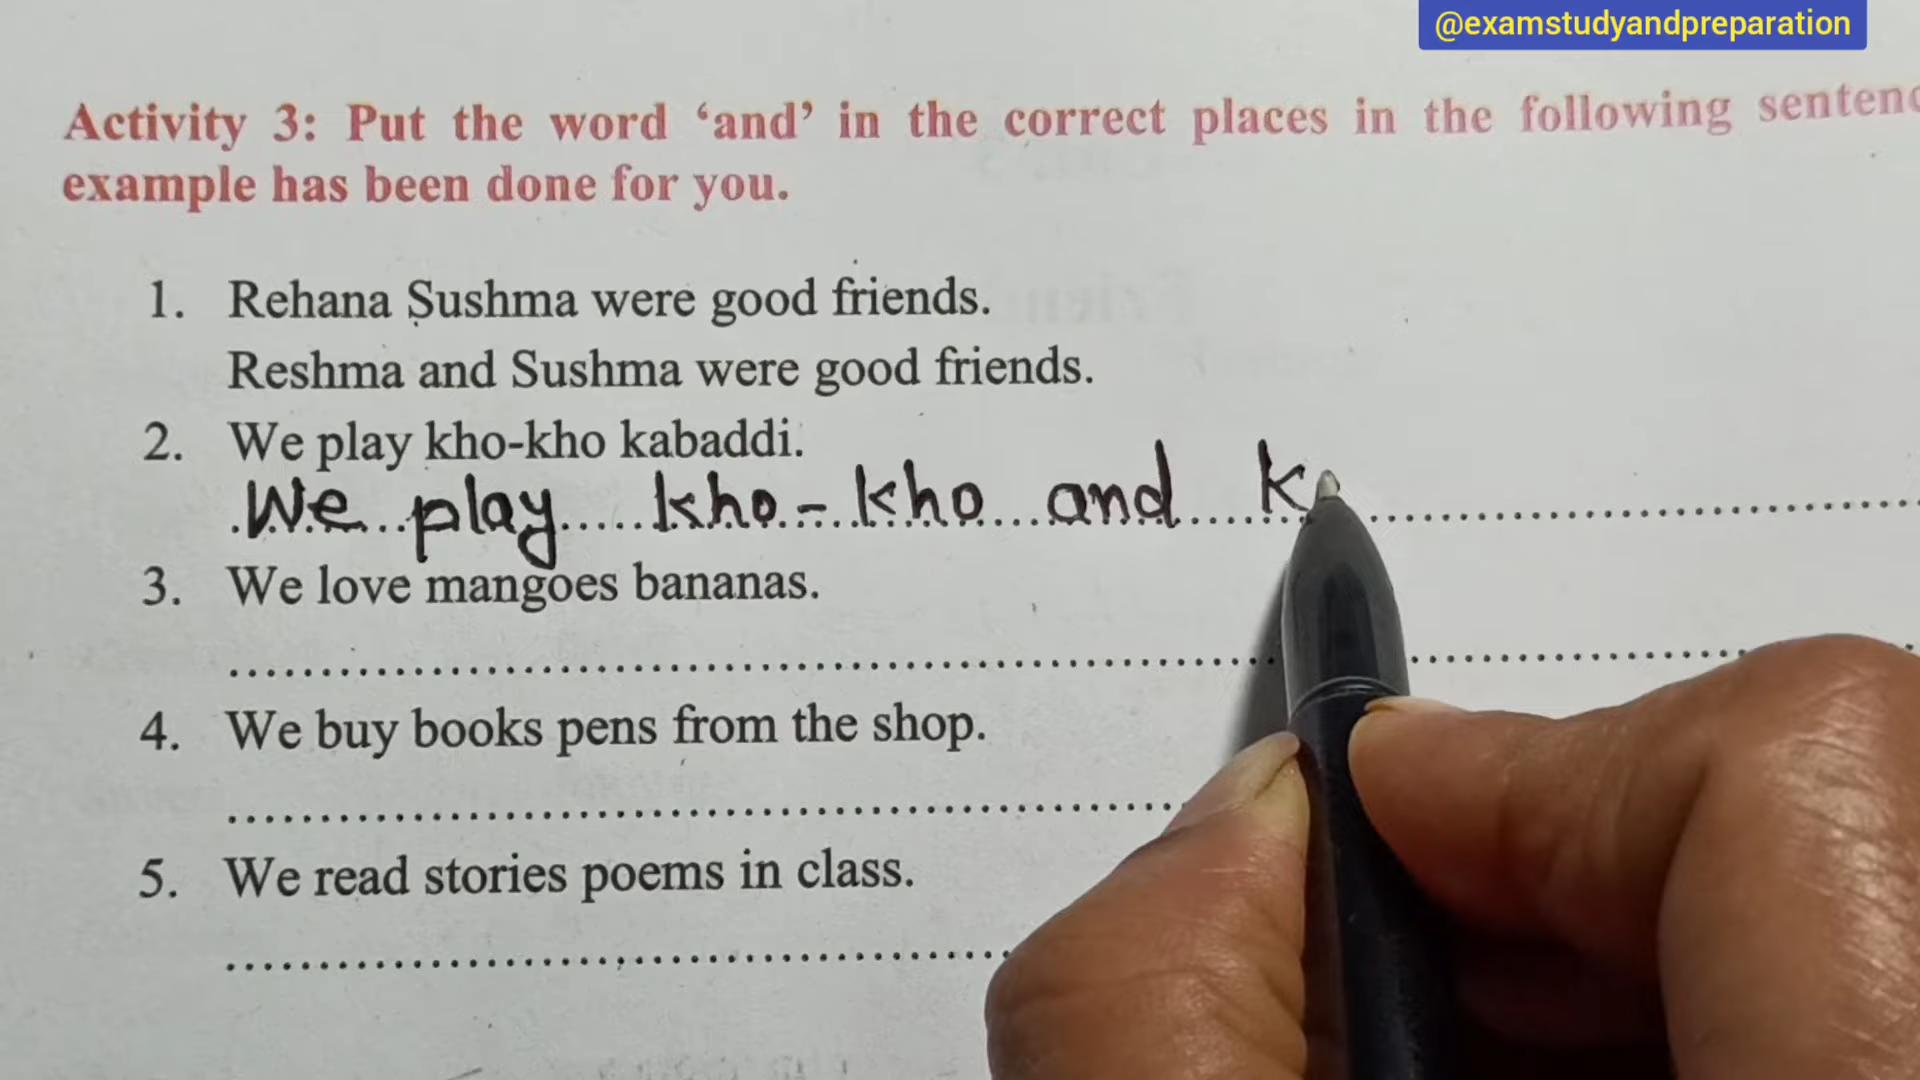 @examstudyandpreparation
Activity 3: Put the word ‘and’ in the correct places in the following
example has been done for you.
1. Rehana Sushma were good friends.
Reshma and Sushma were good friends.
2. We play kho-kho kabaddi.
We play kho-kho and k
3. We love mangoes bananas.
4. We buy books pens from the shop.
5. We read stories poems in class.